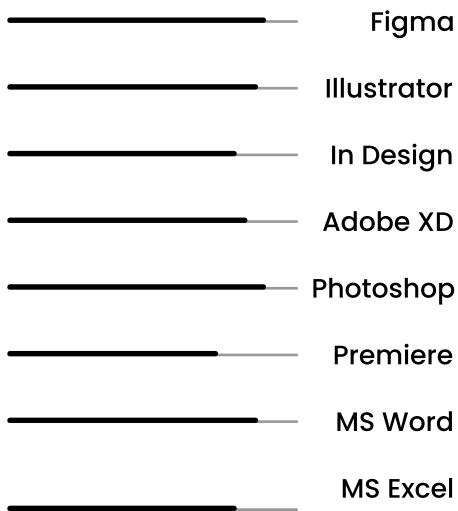 Figma
Illustrator
In Design
Adobe XD
Photoshop
Premiere
MS Word
MS Excel